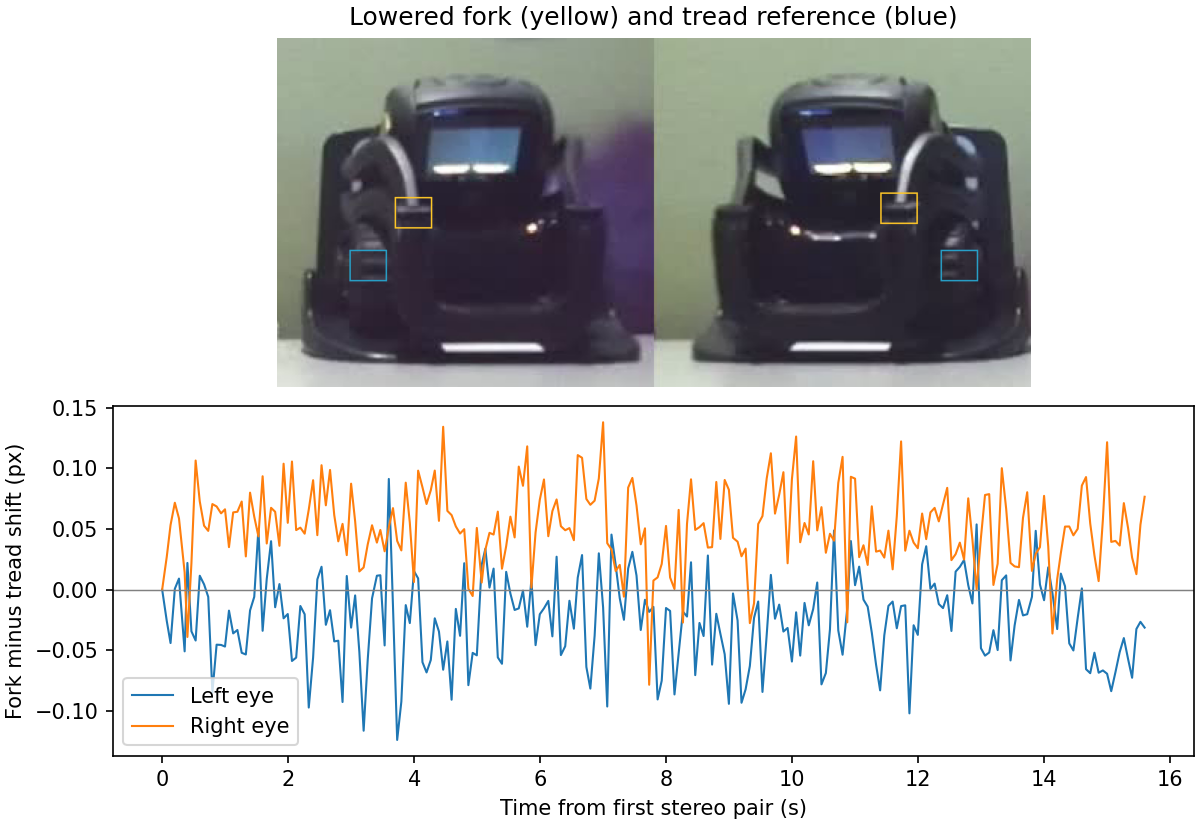 Lowered fork (yellow) and tread reference (blue)
0.15
0.10
0.05
0.00
−0.05
−0.10
Fork minus tread shift (px)
Left eye
Right eye
0 2 4 6 8 10 12 14 16
Time from first stereo pair (s)